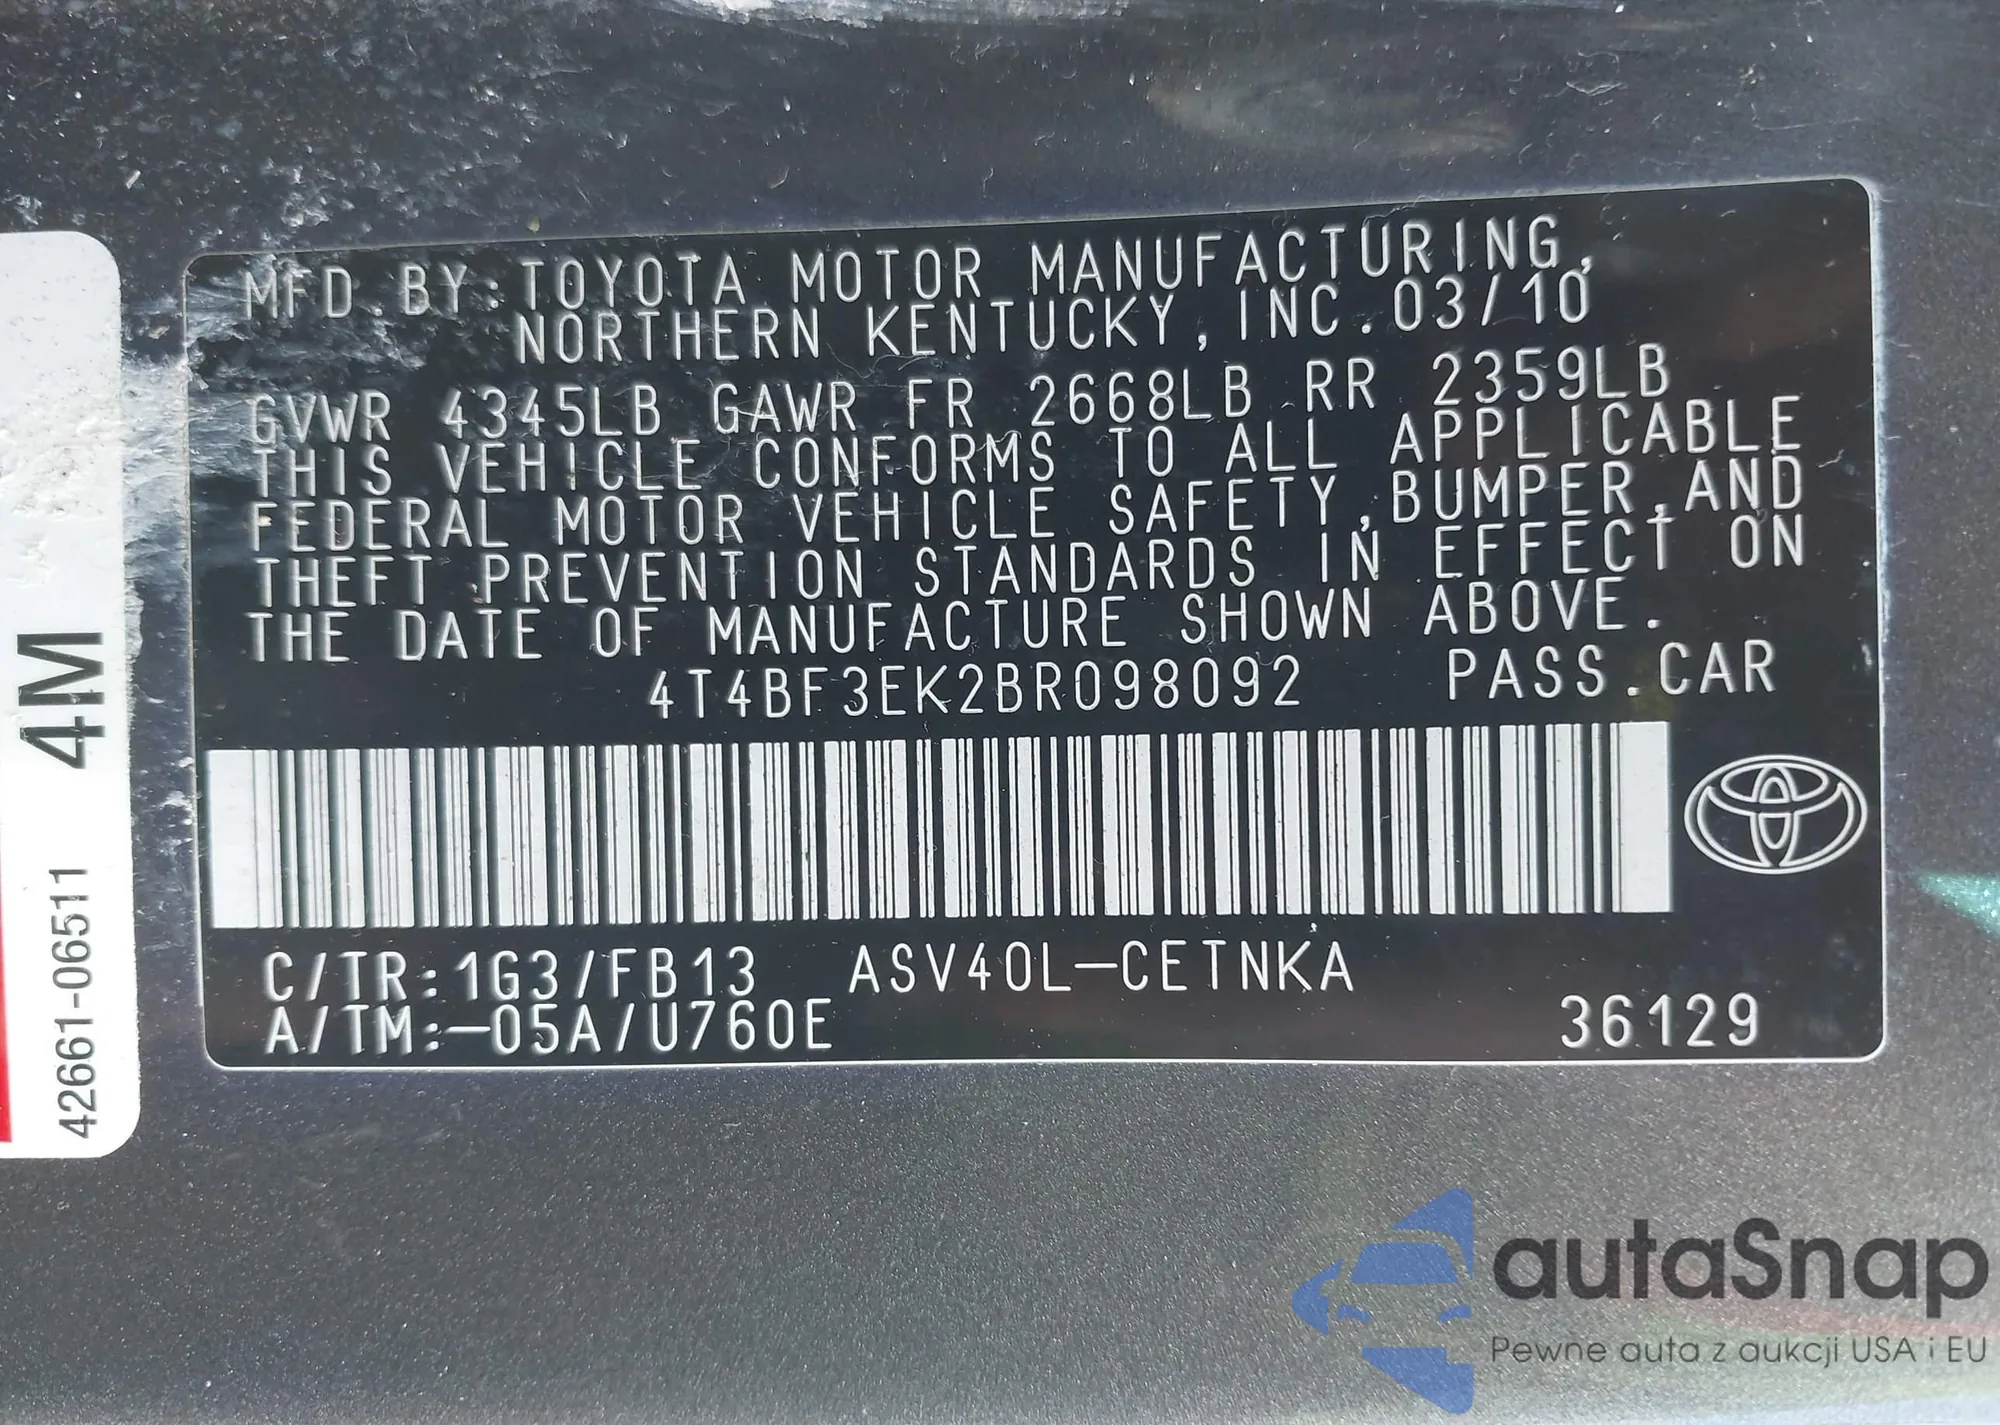 MFD.BY:TOYOTA MOTOR MANUFACTURING,
NORTHERN KENTUCKY,INC.03/10
GVWR 4345LB GAWR FR 2668LB RR 2359LB
THIS VEHICLE CONFORMS TO ALL APPLICABLE
FEDERAL MOTOR VEHICLE SAFETY,BUMPER,AND
THEFT PREVENTION STANDARDS IN EFFECT ON
THE DATE OF MANUFACTURE SHOWN ABOVE.
4T4BF3EK2BR098092 PASS.CAR
C/TR:1G3/FB13 ASV40L-CETNKA
A/TM:-05A/U760E 36129
42661-06511 4M
autaSnap
Pewne auta z aukcji USA i EU